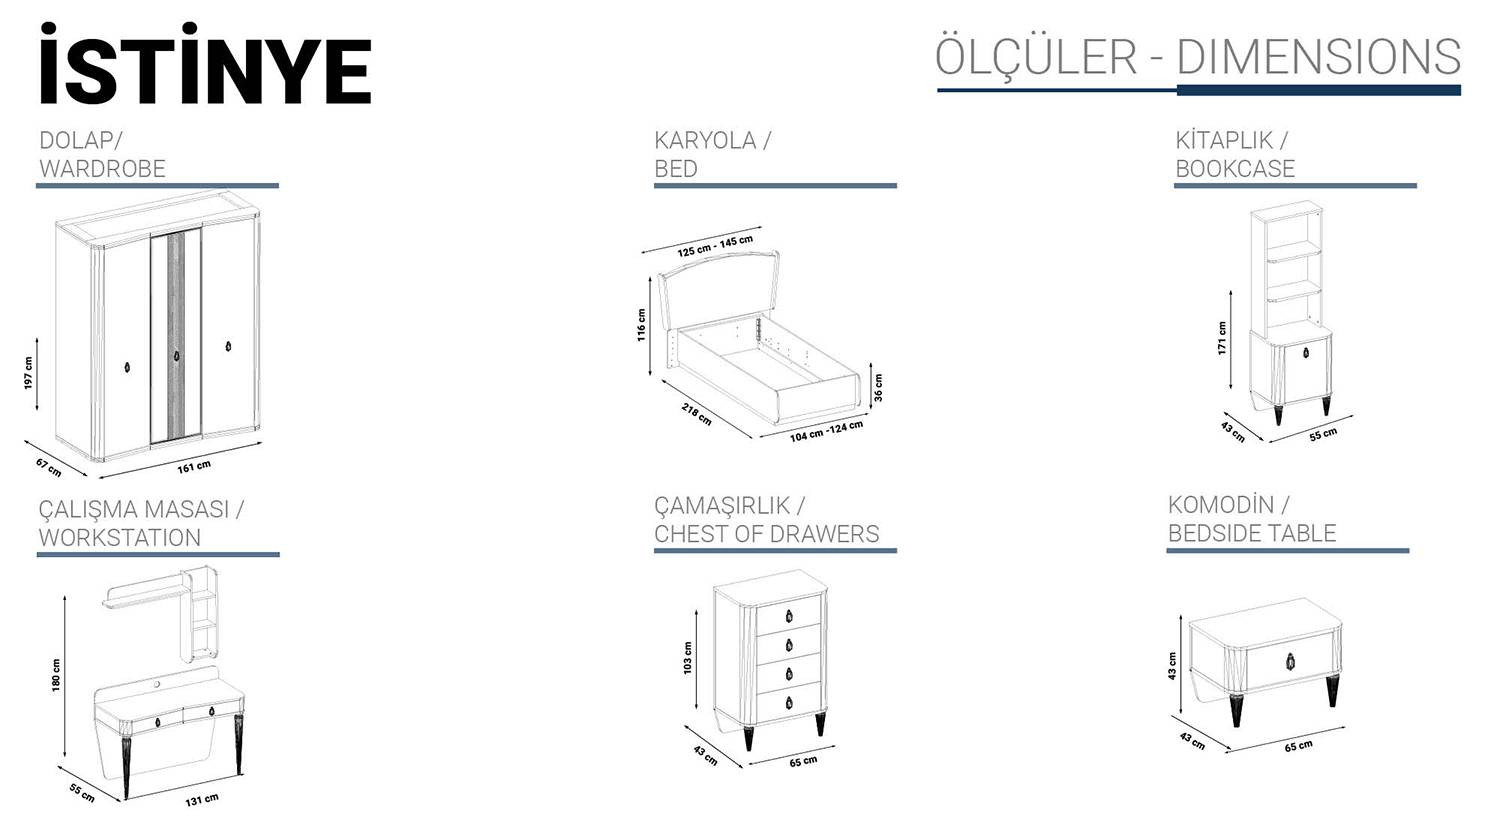 İSTİNYE
ÖLÇÜLER - DIMENSIONS
DOLAP/
WARDROBE
197 cm
67 cm
161 cm
KARYOLA /
BED
125 cm - 145 cm
116 cm
218 cm
104 cm -124 cm
36 cm
KİTAPLIK /
BOOKCASE
171 cm
43 cm
55 cm
ÇALIŞMA MASASI /
WORKSTATION
180 cm
55 cm
131 cm
ÇAMAŞIRLIK /
CHEST OF DRAWERS
103 cm
43 cm
65 cm
KOMODİN /
BEDSIDE TABLE
43 cm
43 cm
65 cm